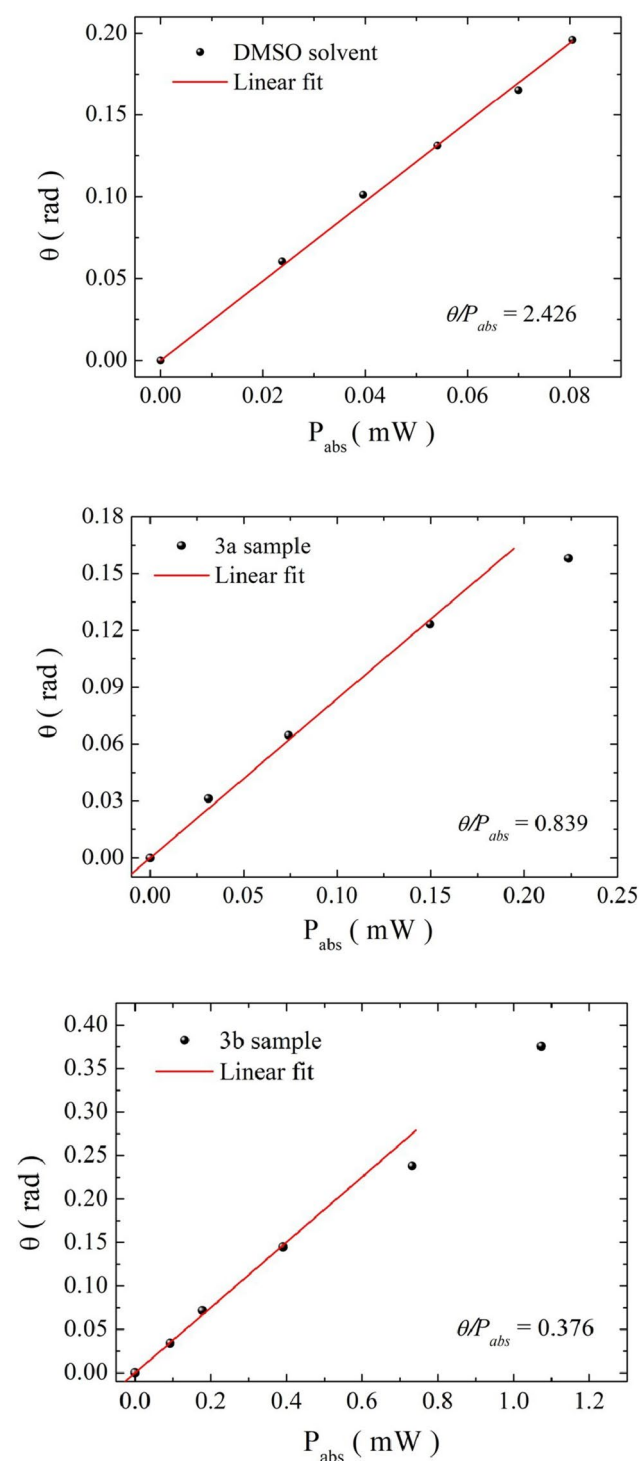 0.20
DMSO solvent
Linear fit
0.15
0.10
θ ( rad )
0.05
θ/Pabs = 2.426
0.00
0.00 0.02 0.04 0.06 0.08
Pabs ( mW )
0.18
3a sample
Linear fit
0.15
0.12
0.09
θ ( rad )
0.06
0.03
θ/Pabs = 0.839
0.00
0.00 0.05 0.10 0.15 0.20 0.25
Pabs ( mW )
0.40
3b sample
Linear fit
0.35
0.30
0.25
0.20
θ ( rad )
0.15
0.10
0.05
θ/Pabs = 0.376
0.00
0.0 0.2 0.4 0.6 0.8 1.0 1.2
Pabs ( mW )